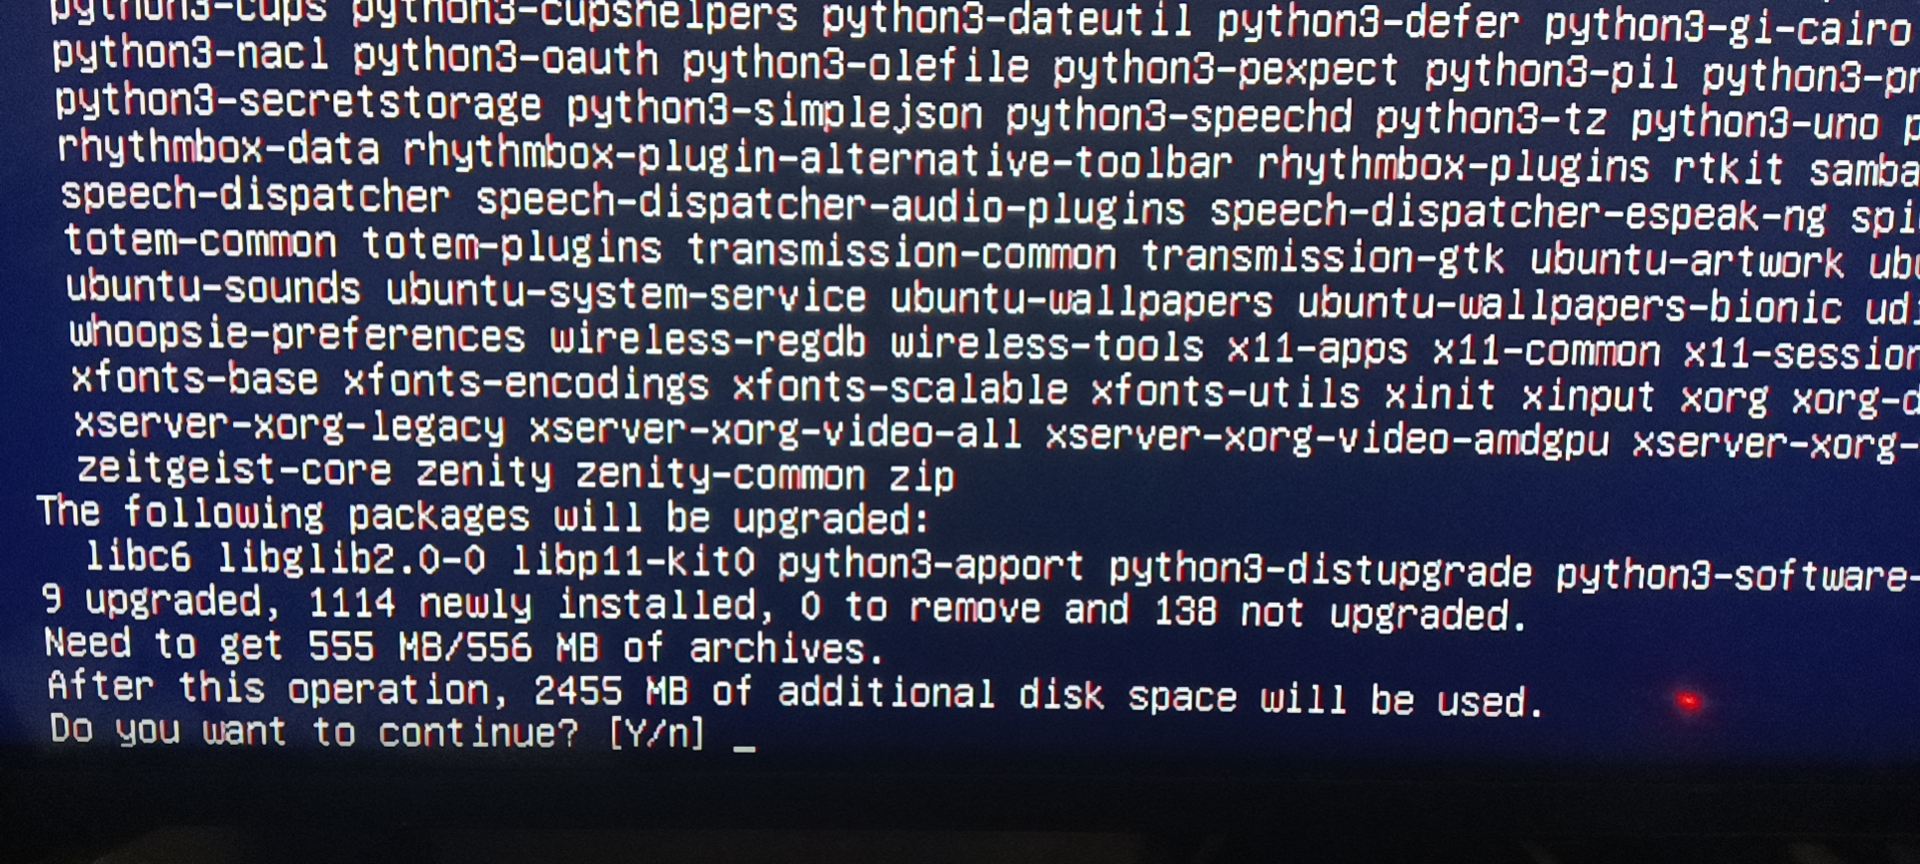 python3-cups python3-cupshelpers python3-dateutil python3-defer python3-gi-cairo
python3-nacl python3-oauth python3-olefile python3-pexpect python3-pil
python3-secretstorage python3-simplejson python3-speechd python3-tz python3-uno
rhythmbox-data rhythmbox-plugin-alternative-toolbar rhythmbox-plugins rtkit samba
speech-dispatcher speech-dispatcher-audio-plugins speech-dispatcher-espeak-ng spi
totem-common totem-plugins transmission-common transmission-gtk ubuntu-artwork ubu
ubuntu-sounds ubuntu-system-service ubuntu-wallpapers ubuntu-wallpapers-bionic
whoopsie-preferences wireless-regdb wireless-tools x11-apps x11-common x11-session
xfonts-base xfonts-encodings xfonts-scalable xfonts-utils xinit xinput xorg xorg-d
xserver-xorg-legacy xserver-xorg-video-all xserver-xorg-video-amdgpu xserver-xorg-
zeitgeist-core zenity zenity-common zip
The following packages will be upgraded:
libc6 libglib2.0-0 libp11-kit0 python3-apport python3-distupgrade python3-software-
9 upgraded, 1114 newly installed, 0 to remove and 138 not upgraded.
Need to get 555 MB/556 MB of archives.
After this operation, 2455 MB of additional disk space will be used.
Do you want to continue? [Y/n] _